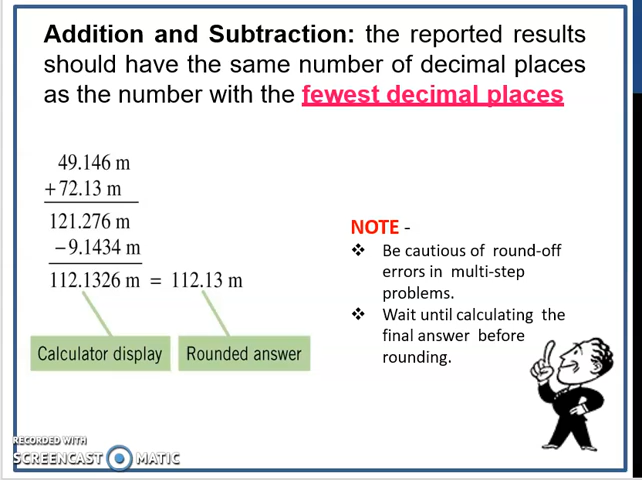 Addition and Subtraction: the reported results
should have the same number of decimal places
as the number with the fewest decimal places
49.146 m
+72.13 m
121.276 m
−9.1434 m
112.1326 m = 112.13 m
Calculator display
Rounded answer
NOTE -
❖ Be cautious of round-off
errors in multi-step
problems.
❖ Wait until calculating the
final answer before
rounding.
RECORDED WITH
SCREENCAST MATIC